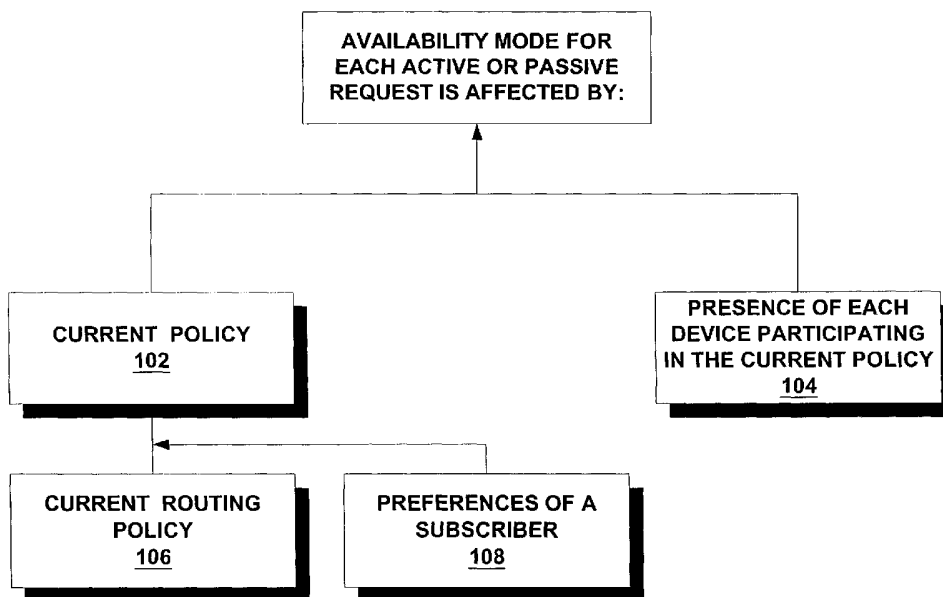 AVAILABILITY MODE FOR
EACH ACTIVE OR PASSIVE
REQUEST IS AFFECTED BY:
CURRENT POLICY
102
PRESENCE OF EACH
DEVICE PARTICIPATING
IN THE CURRENT POLICY
104
CURRENT ROUTING
POLICY
106
PREFERENCES OF A
SUBSCRIBER
108